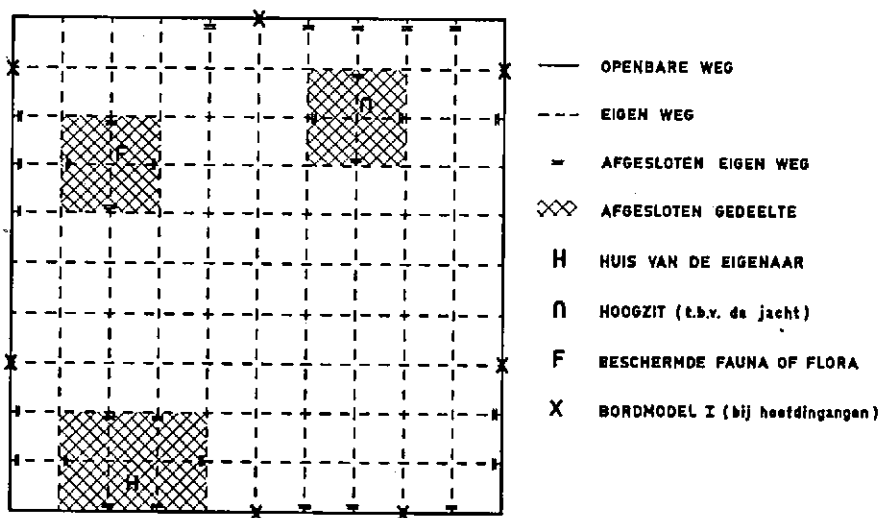 OPENBARE WEG
EIGEN WEG
AFGESLOTEN EIGEN WEG
AFGESLOTEN GEDEELTE
H HUIS VAN DE EIGENAAR
∩ HOOGZIT (t.b.v. de jacht)
F BESCHERMDE FAUNA OF FLORA
X BORDMODEL I (bij hoofdingangen)